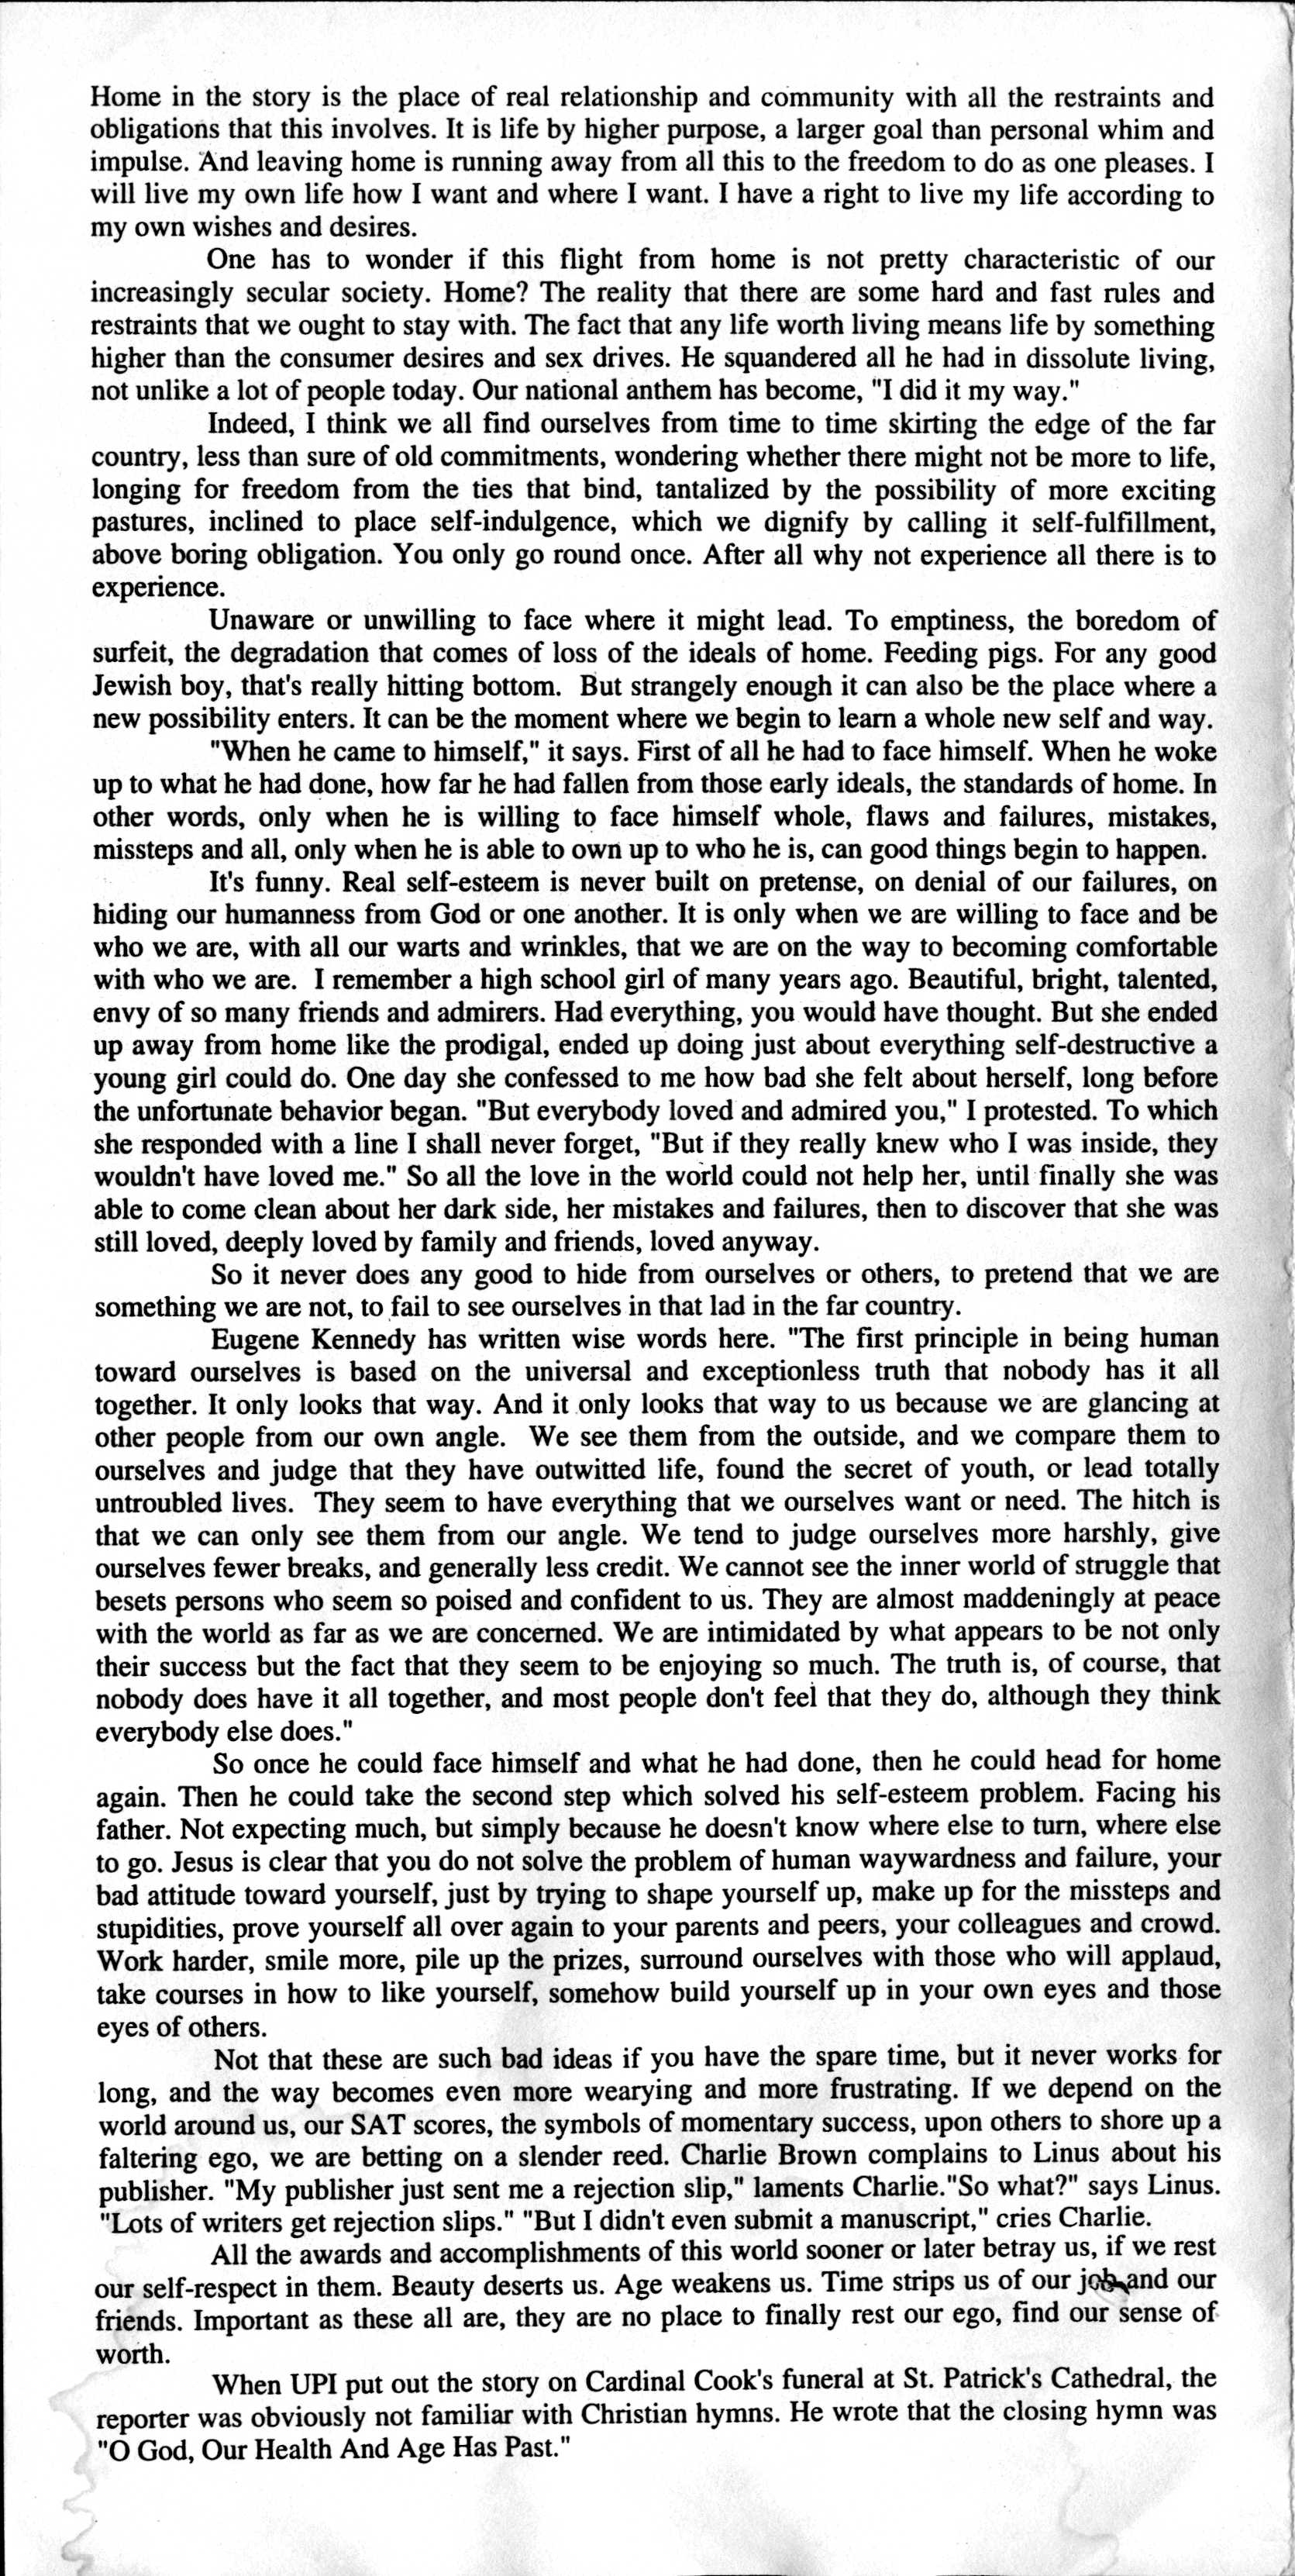 Home in the story is the place of real relationship and community with all the restraints and
obligations that this involves. It is life by higher purpose, a larger goal than personal whim and
impulse. And leaving home is running away from all this to the freedom to do as one pleases. I
will live my own life how I want and where I want. I have a right to live my life according to
my own wishes and desires.
One has to wonder if this flight from home is not pretty characteristic of our
increasingly secular society. Home? The reality that there are some hard and fast rules and
restraints that we ought to stay with. The fact that any life worth living means life by something
higher than the consumer desires and sex drives. He squandered all he had in dissolute living,
not unlike a lot of people today. Our national anthem has become, "I did it my way."
Indeed, I think we all find ourselves from time to time skirting the edge of the far
country, less than sure of old commitments, wondering whether there might not be more to life,
longing for freedom from the ties that bind, tantalized by the possibility of more exciting
pastures, inclined to place self-indulgence, which we dignify by calling it self-fulfillment,
above boring obligation. You only go round once. After all why not experience all there is to
experience.
Unaware or unwilling to face where it might lead. To emptiness, the boredom of
surfeit, the degradation that comes of loss of the ideals of home. Feeding pigs. For any good
Jewish boy, that's really hitting bottom. But strangely enough it can also be the place where a
new possibility enters. It can be the moment where we begin to learn a whole new self and way.
"When he came to himself," it says. First of all he had to face himself. When he woke
up to what he had done, how far he had fallen from those early ideals, the standards of home. In
other words, only when he is willing to face himself whole, flaws and failures, mistakes,
missteps and all, only when he is able to own up to who he is, can good things begin to happen.
It's funny. Real self-esteem is never built on pretense, on denial of our failures, on
hiding our humanness from God or one another. It is only when we are willing to face and be
who we are, with all our warts and wrinkles, that we are on the way to becoming comfortable
with who we are. I remember a high school girl of many years ago. Beautiful, bright, talented,
envy of so many friends and admirers. Had everything, you would have thought. But she ended
up away from home like the prodigal, ended up doing just about everything self-destructive a
young girl could do. One day she confessed to me how bad she felt about herself, long before
the unfortunate behavior began. "But everybody loved and admired you," I protested. To which
she responded with a line I shall never forget, "But if they really knew who I was inside, they
wouldn't have loved me." So all the love in the world could not help her, until finally she was
able to come clean about her dark side, her mistakes and failures, then to discover that she was
still loved, deeply loved by family and friends, loved anyway.
So it never does any good to hide from ourselves or others, to pretend that we are
something we are not, to fail to see ourselves in that lad in the far country.
Eugene Kennedy has written wise words here. "The first principle in being human
toward ourselves is based on the universal and exceptionless truth that nobody has it all
together. It only looks that way. And it only looks that way to us because we are glancing at
other people from our own angle. We see them from the outside, and we compare them to
ourselves and judge that they have outwitted life, found the secret of youth, or lead totally
untroubled lives. They seem to have everything that we ourselves want or need. The hitch is
that we can only see them from our angle. We tend to judge ourselves more harshly, give
ourselves fewer breaks, and generally less credit. We cannot see the inner world of struggle that
besets persons who seem so poised and confident to us. They are almost maddeningly at peace
with the world as far as we are concerned. We are intimidated by what appears to be not only
their success but the fact that they seem to be enjoying so much. The truth is, of course, that
nobody does have it all together, and most people don't feel that they do, although they think
everybody else does."
So once he could face himself and what he had done, then he could head for home
again. Then he could take the second step which solved his self-esteem problem. Facing his
father. Not expecting much, but simply because he doesn't know where else to turn, where else
to go. Jesus is clear that you do not solve the problem of human waywardness and failure, your
bad attitude toward yourself, just by trying to shape yourself up, make up for the missteps and
stupidities, prove yourself all over again to your parents and peers, your colleagues and crowd.
Work harder, smile more, pile up the prizes, surround ourselves with those who will applaud,
take courses in how to like yourself, somehow build yourself up in your own eyes and those
eyes of others.
Not that these are such bad ideas if you have the spare time, but it never works for
long, and the way becomes even more wearying and more frustrating. If we depend on the
world around us, our SAT scores, the symbols of momentary success, upon others to shore up a
faltering ego, we are betting on a slender reed. Charlie Brown complains to Linus about his
publisher. "My publisher just sent me a rejection slip," laments Charlie."So what?" says Linus.
"Lots of writers get rejection slips." "But I didn't even submit a manuscript," cries Charlie.
All the awards and accomplishments of this world sooner or later betray us, if we rest
our self-respect in them. Beauty deserts us. Age weakens us. Time strips us of our job and our
friends. Important as these all are, they are no place to finally rest our ego, find our sense of
worth.
When UPI put out the story on Cardinal Cook's funeral at St. Patrick's Cathedral, the
reporter was obviously not familiar with Christian hymns. He wrote that the closing hymn was
"O God, Our Health And Age Has Past."